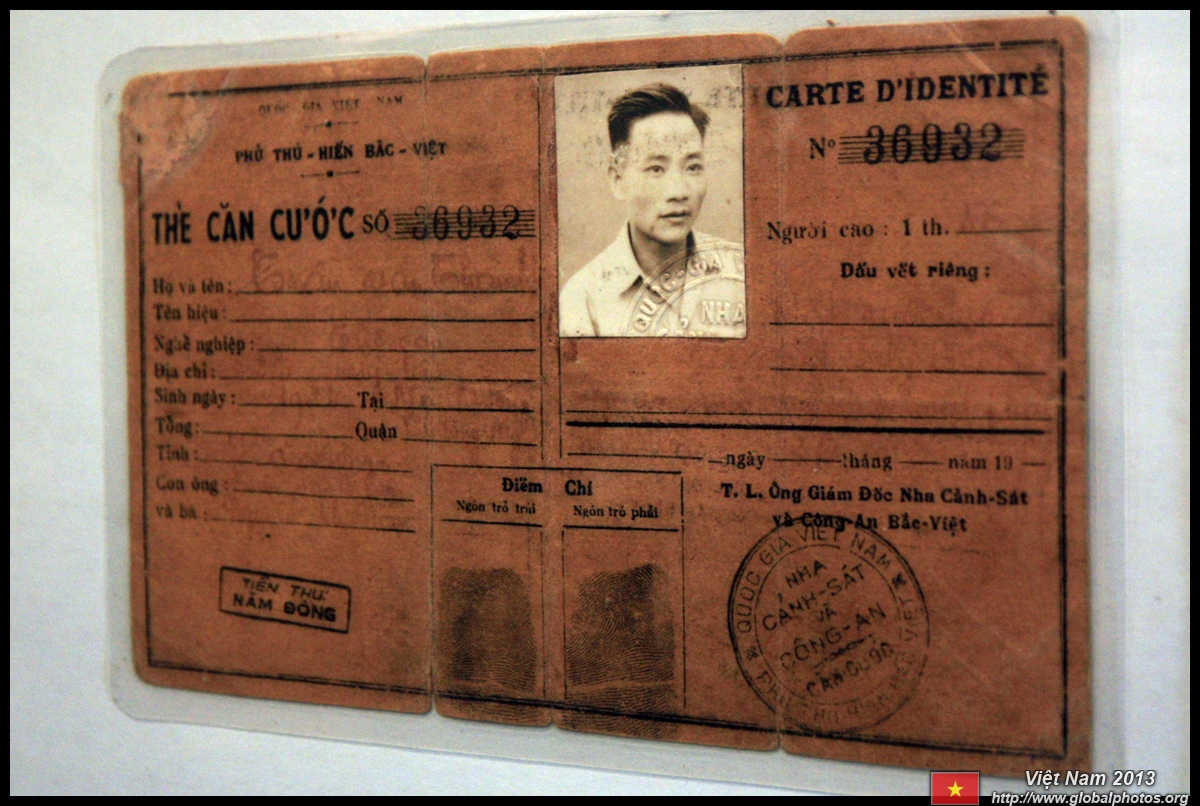 QUỐC GIA VIỆT NAM
PHỦ THỦ - HIẾN BẮC - VIỆT
THẺ CĂN CƯỚC SỐ 36932
Họ và tên :
Tên hiệu :
Nghề nghiệp :
Địa chỉ :
Sinh ngày : Tại
Tổng : Quận
Tỉnh :
Con ông :
và bà :
TIỀN THU
NĂM ĐỒNG
Điểm Chỉ
Ngón trỏ trái Ngón trỏ phải
QUỐC-GIA
NHA
CARTE D'IDENTITÉ
Nº 36932
Người cao : 1 th.
Dấu vết riêng :
ngày tháng năm 19
T. L. Ông Giám Đốc Nha Cảnh-Sát
và Công-An Bắc-Việt
QUỐC GIA VIỆT NAM
NHA
CẢNH-SÁT
VÀ
CÔNG-AN
Việt Nam 2013
http://www.globalphotos.org